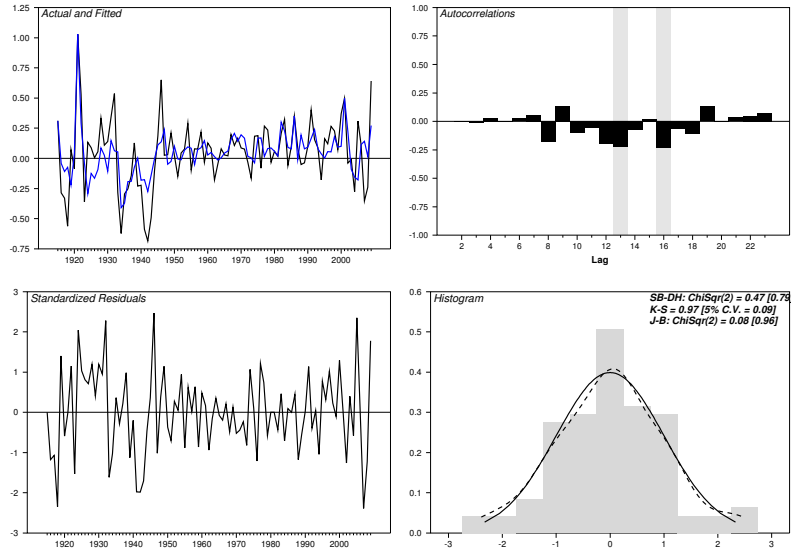 Actual and Fitted
1.25
1.00
0.75
0.50
0.25
0.00
-0.25
-0.50
-0.75
1920 1930 1940 1950 1960 1970 1980 1990 2000
Autocorrelations
1.00
0.75
0.50
0.25
0.00
-0.25
-0.50
-0.75
-1.00
2 4 6 8 10 12 14 16 18 20 22
Lag
Standardized Residuals
3
2
1
0
-1
-2
-3
1920 1930 1940 1950 1960 1970 1980 1990 2000
Histogram
SB-DH: ChiSqr(2) = 0.47 [0.79
K-S = 0.97 [5% C.V. = 0.09]
J-B: ChiSqr(2) = 0.08 [0.96]
0.6
0.5
0.4
0.3
0.2
0.1
0.0
-3 -2 -1 0 1 2 3